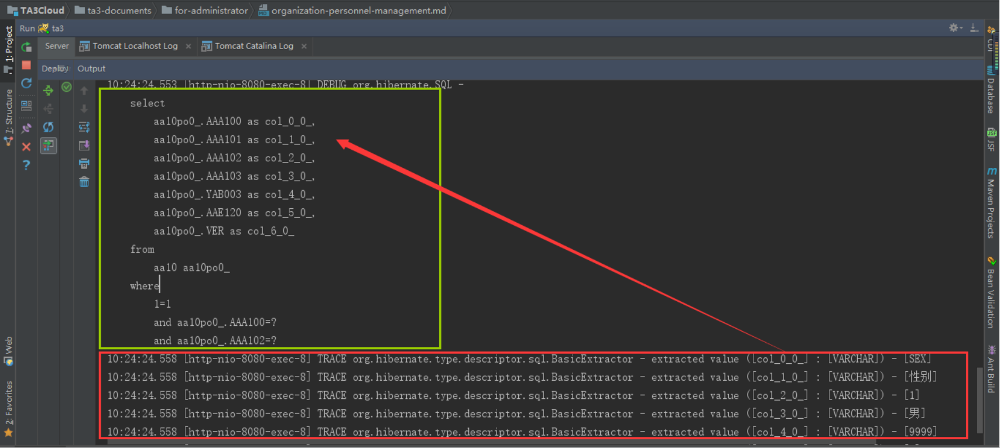 TA3Cloud ta3-documents for-administrator organization-personnel-management.md
Run ta3
Server Tomcat Localhost Log × Tomcat Catalina Log ×
Output
10:24:24.553 [http-nio-8080-exec-8] DEBUG org.hibernate.SQL -
select
aa10po0_.AAA100 as col_0_0_,
aa10po0_.AAA101 as col_1_0_,
aa10po0_.AAA102 as col_2_0_,
aa10po0_.AAA103 as col_3_0_,
aa10po0_.YAB003 as col_4_0_,
aa10po0_.AAE120 as col_5_0_,
aa10po0_.VER as col_6_0_
from
aa10 aa10po0_
where
1=1
and aa10po0_.AAA100=?
and aa10po0_.AAA102=?
10:24:24.558 [http-nio-8080-exec-8] TRACE org.hibernate.type.descriptor.sql.BasicExtractor - extracted value ([col_0_0_] : [VARCHAR]) - [SEX]
10:24:24.558 [http-nio-8080-exec-8] TRACE org.hibernate.type.descriptor.sql.BasicExtractor - extracted value ([col_1_0_] : [VARCHAR]) - [性别]
10:24:24.558 [http-nio-8080-exec-8] TRACE org.hibernate.type.descriptor.sql.BasicExtractor - extracted value ([col_2_0_] : [VARCHAR]) - [1]
10:24:24.558 [http-nio-8080-exec-8] TRACE org.hibernate.type.descriptor.sql.BasicExtractor - extracted value ([col_3_0_] : [VARCHAR]) - [男]
10:24:24.558 [http-nio-8080-exec-8] TRACE org.hibernate.type.descriptor.sql.BasicExtractor - extracted value ([col_4_0_] : [VARCHAR]) - [9999]
1: Project
7: Structure
Web
2: Favorites
CDI
Database
JSF
Maven Projects
Bean Validation
Ant Build